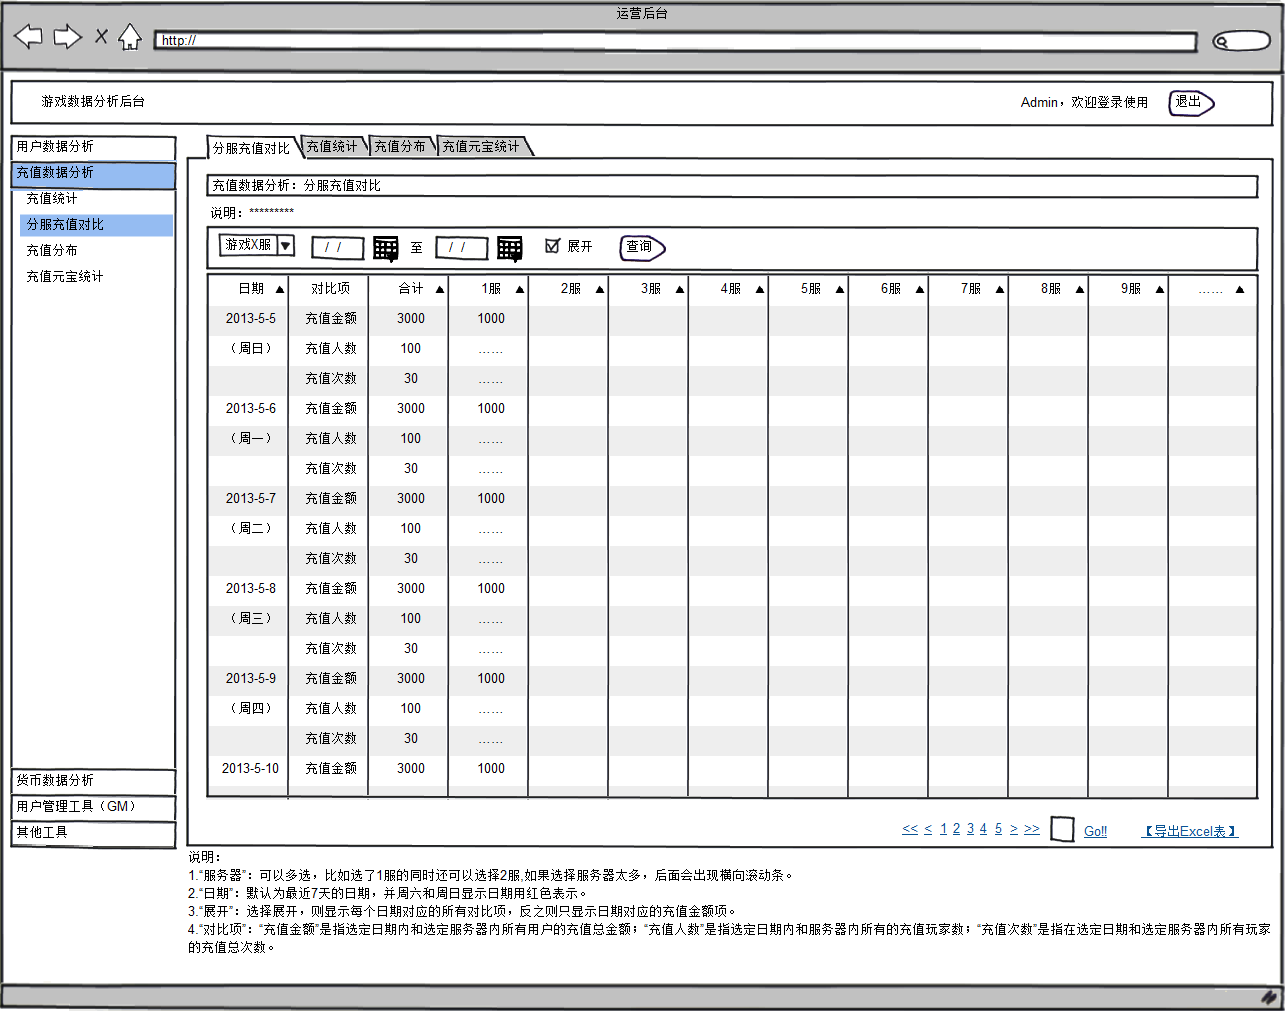 运营后台
http://
游戏数据分析后台
Admin，欢迎登录使用 退出
用户数据分析
充值数据分析
充值统计
分服充值对比
充值分布
充值元宝统计
货币数据分析
用户管理工具（GM）
其他工具
分服充值对比 充值统计 充值分布 充值元宝统计
充值数据分析：分服充值对比
说明：*********
游戏X服 / / 至 / / 展开 查询
日期 ▲ 对比项 合计 ▲ 1服 ▲ 2服 ▲ 3服 ▲ 4服 ▲ 5服 ▲ 6服 ▲ 7服 ▲ 8服 ▲ 9服 ▲ …… ▲
2013-5-5 充值金额 3000 1000
（周日） 充值人数 100 ……
充值次数 30 ……
2013-5-6 充值金额 3000 1000
（周一） 充值人数 100 ……
充值次数 30 ……
2013-5-7 充值金额 3000 1000
（周二） 充值人数 100 ……
充值次数 30 ……
2013-5-8 充值金额 3000 1000
（周三） 充值人数 100 ……
充值次数 30 ……
2013-5-9 充值金额 3000 1000
（周四） 充值人数 100 ……
充值次数 30 ……
2013-5-10 充值金额 3000 1000
<< < 1 2 3 4 5 > >> Go!! 【导出Excel表】
说明：
1.“服务器”：可以多选，比如选了1服的同时还可以选择2服,如果选择服务器太多，后面会出现横向滚动条。
2.“日期”：默认为最近7天的日期，并周六和周日显示日期用红色表示。
3.“展开”：选择展开，则显示每个日期对应的所有对比项，反之则只显示日期对应的充值金额项。
4.“对比项”：“充值金额”是指选定日期内和选定服务器内所有用户的充值总金额；“充值人数”是指选定日期内和服务器内所有的充值玩家数；“充值次数”是指在选定日期和选定服务器内所有玩家
的充值总次数。